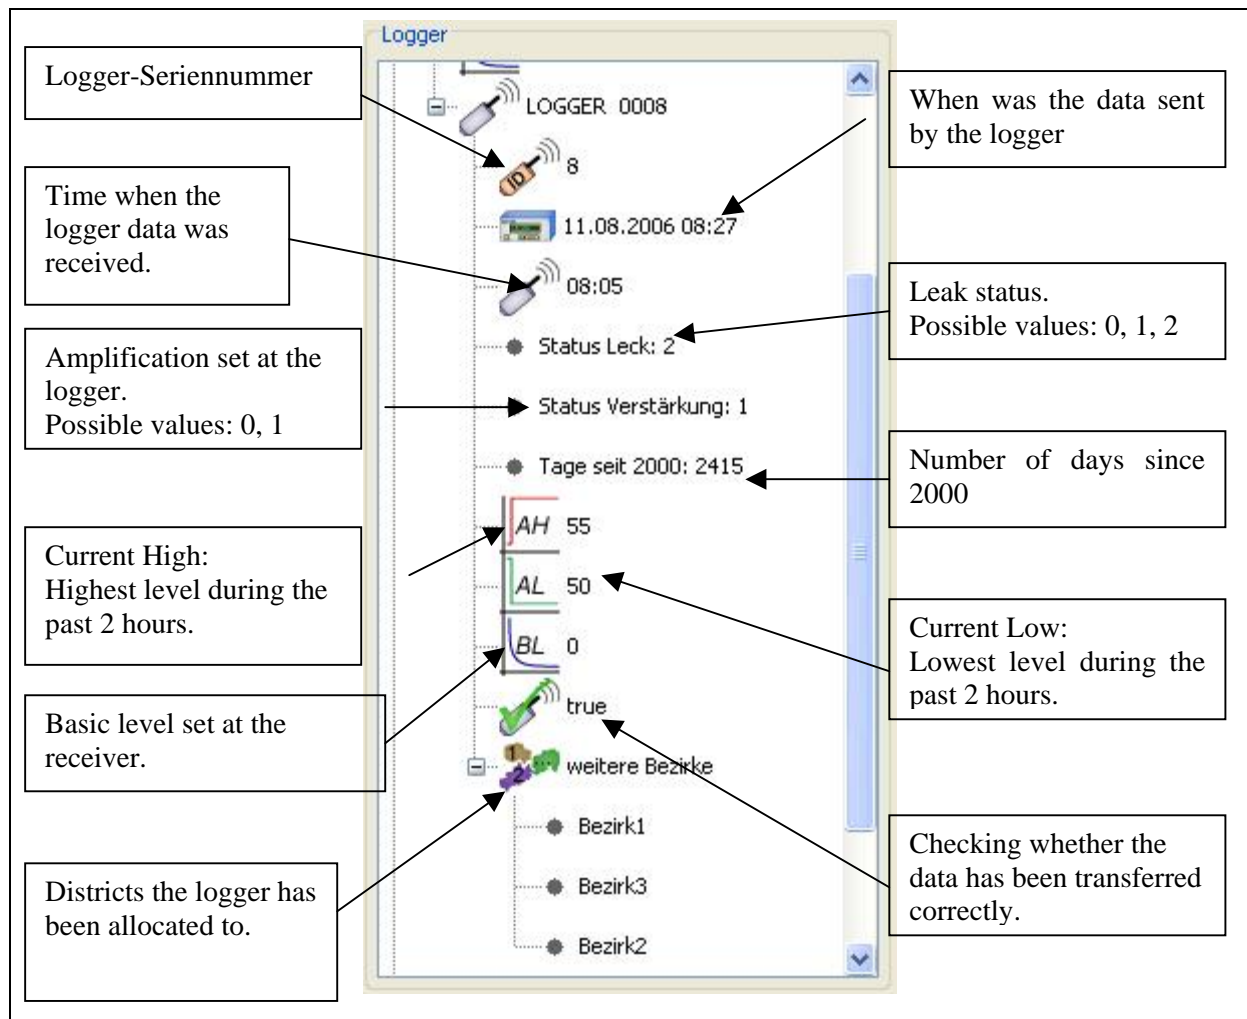 Logger
Logger-Seriennummer
Time when the
logger data was
received.
Amplification set at the
logger.
Possible values: 0, 1
Current High:
Highest level during the
past 2 hours.
Basic level set at the
receiver.
Districts the logger has
been allocated to.
LOGGER 0008
ID 8
11.08.2006 08:27
08:05
Status Leck: 2
Status Verstärkung: 1
Tage seit 2000: 2415
AH 55
AL 50
BL 0
true
1 2 weitere Bezirke
Bezirk1
Bezirk3
Bezirk2
When was the data sent
by the logger
Leak status.
Possible values: 0, 1, 2
Number of days since
2000
Current Low:
Lowest level during the
past 2 hours.
Checking whether the
data has been transferred
correctly.